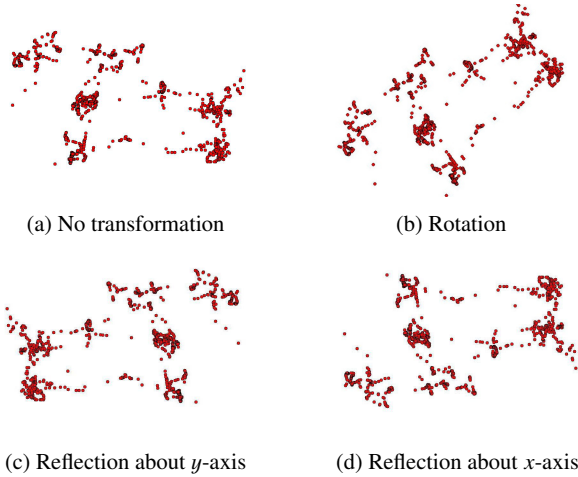 (a) No transformation
(b) Rotation
(c) Reflection about y-axis
(d) Reflection about x-axis